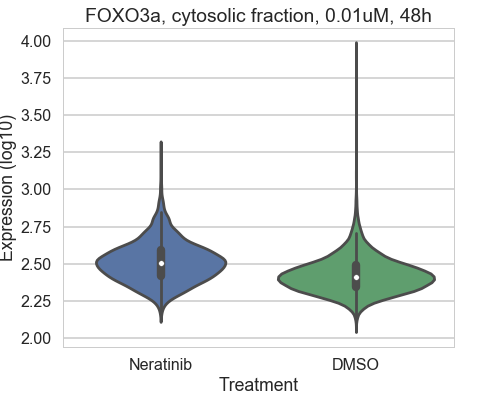 FOXO3a, cytosolic fraction, 0.01uM, 48h
Expression (log10)
4.00
3.75
3.50
3.25
3.00
2.75
2.50
2.25
2.00
Neratinib DMSO
Treatment